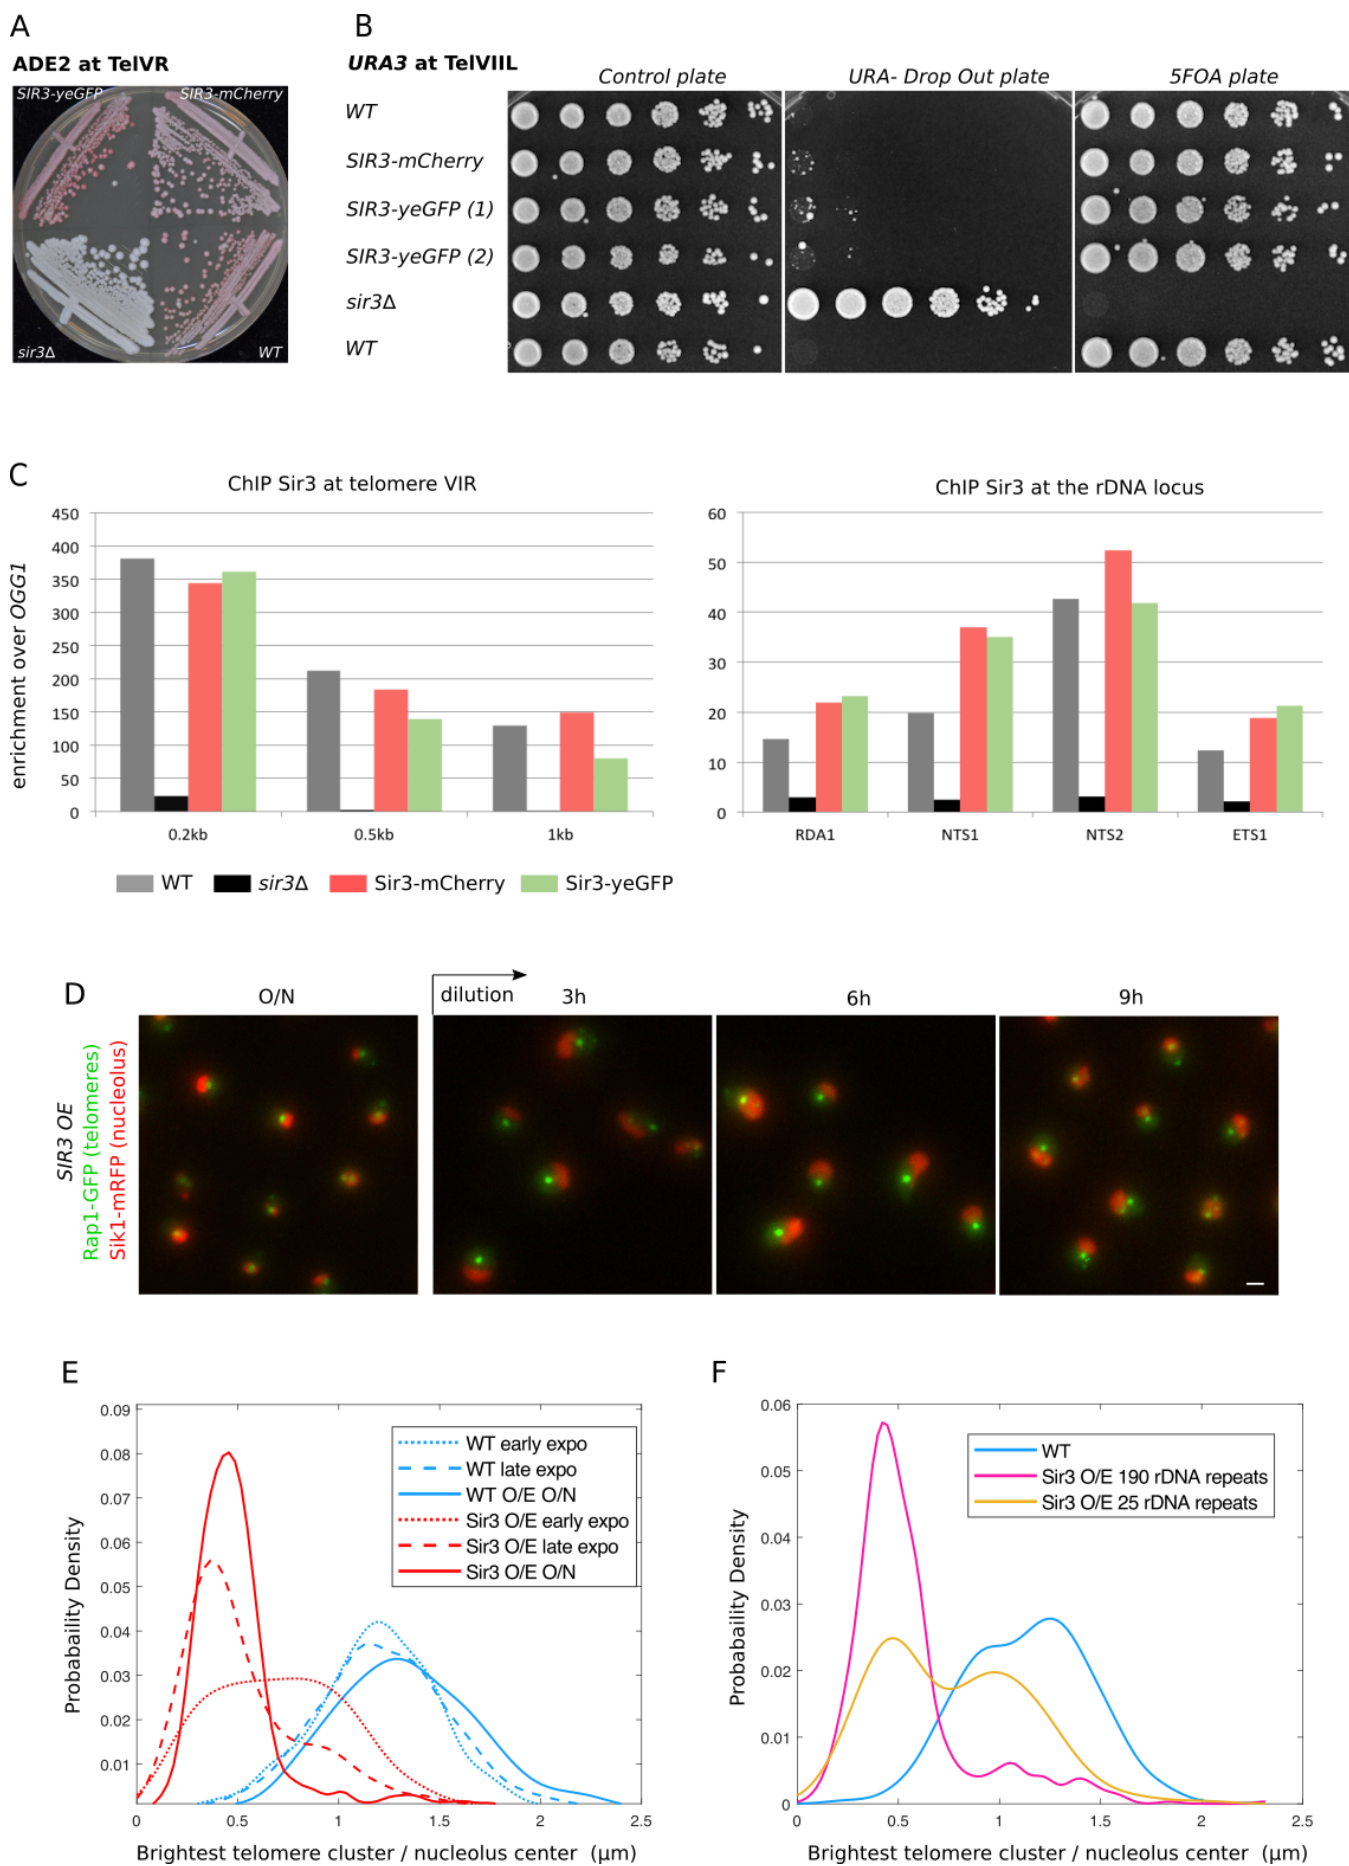 A
ADE2 at TelVR
SIR3-yeGFP
SIR3-mCherry
sir3Δ
WT
B
URA3 at TelVIIL
Control plate
URA- Drop Out plate
5FOA plate
WT
SIR3-mCherry
SIR3-yeGFP (1)
SIR3-yeGFP (2)
sir3Δ
WT
C
ChIP Sir3 at telomere VIR
enrichment over OGG1
450
400
350
300
250
200
150
100
50
0
0.2kb
0.5kb
1kb
ChIP Sir3 at the rDNA locus
60
50
40
30
20
10
0
RDA1
NTS1
NTS2
ETS1
WT
sir3Δ
Sir3-mCherry
Sir3-yeGFP
D
O/N
dilution
3h
6h
9h
SIR3 OE
Rap1-GFP (telomeres)
Sik1-mRFP (nucleolus)
E
Probabaility Density
0.09
0.08
0.07
0.06
0.05
0.04
0.03
0.02
0.01
0
0.5
1
1.5
2
2.5
WT early expo
WT late expo
WT O/E O/N
Sir3 O/E early expo
Sir3 O/E late expo
Sir3 O/E O/N
Brightest telomere cluster / nucleolus center (μm)
F
Probabaility Density
0.06
0.05
0.04
0.03
0.02
0.01
0
0
0.5
1
1.5
2
2.5
WT
Sir3 O/E 190 rDNA repeats
Sir3 O/E 25 rDNA repeats
Brightest telomere cluster / nucleolus center (μm)